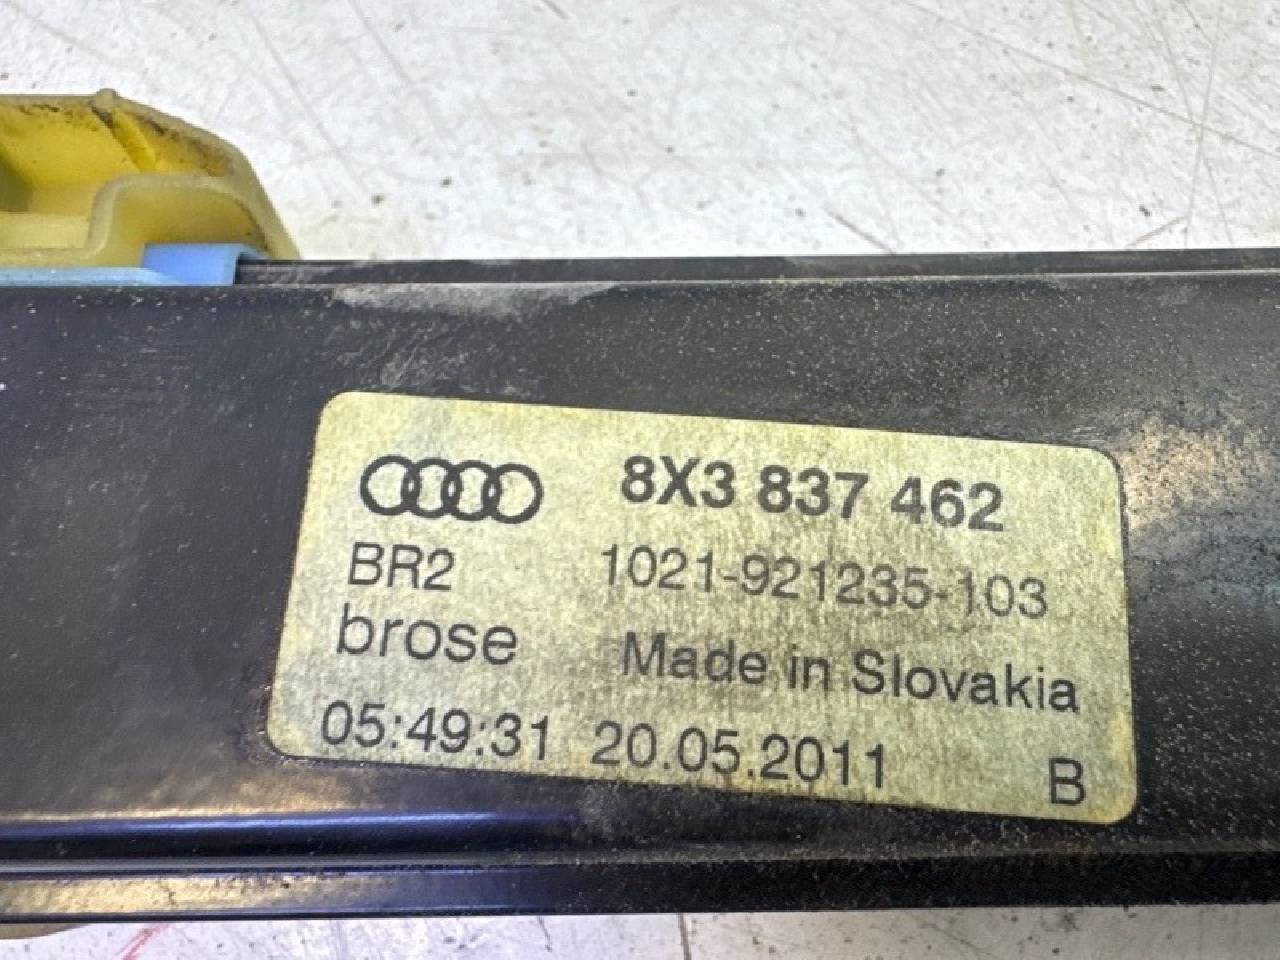 8X3 837 462
BR2 1021-921235-103
brose Made in Slovakia
05:49:31 20.05.2011 B